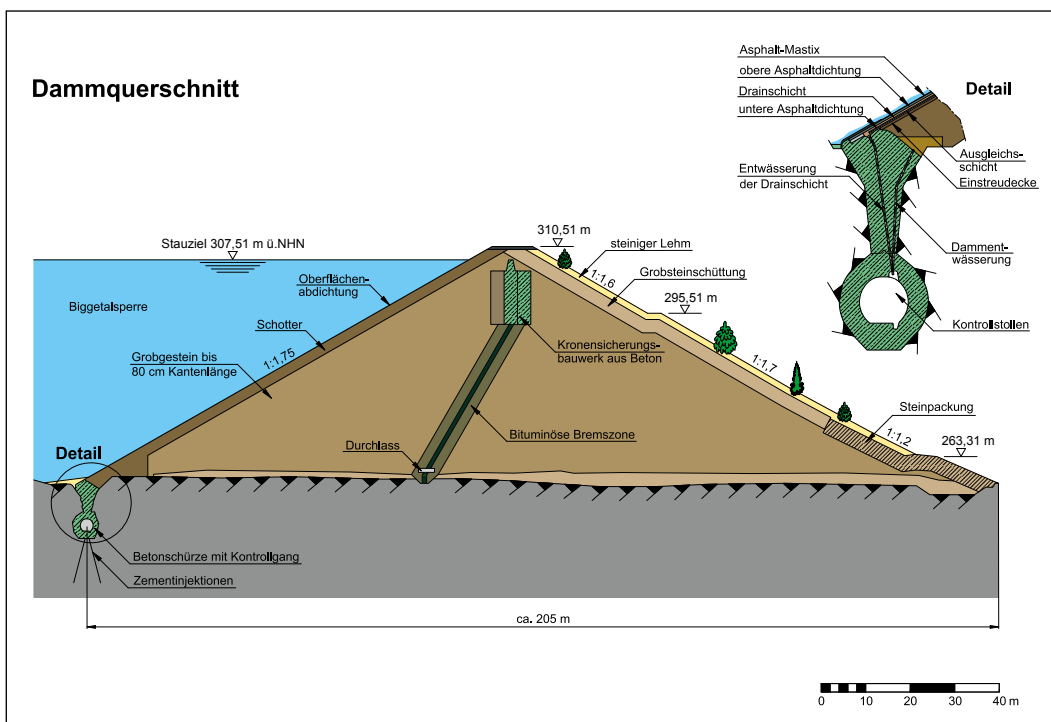 Dammquerschnitt
Asphalt-Mastix
obere Asphaltdichtung
Drainschicht
untere Asphaltdichtung
Detail
Ausgleichs-
schicht
Einstreudecke
Entwässerung
der Drainschicht
Damment-
wässerung
Kontrollstollen
Stauziel 307,51 m ü.NHN
310,51 m
steiniger Lehm
Grobsteinschüttung
1:1,6
295,51 m
Oberflächen-
abdichtung
Biggetalsperre
Schotter
Grobgestein bis
80 cm Kantenlänge
1:1,75
Kronensicherungs-
bauwerk aus Beton
1:1,7
Steinpackung
1:1,2
263,31 m
Durchlass
Bituminöse Bremszone
Detail
Betonschürze mit Kontrollgang
Zementinjektionen
ca. 205 m
0 10 20 30 40 m